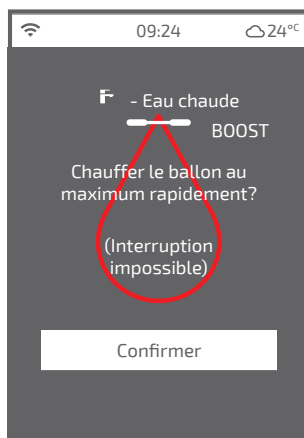 09:24 24°C
- Eau chaude
BOOST
Chauffer le ballon au
maximum rapidement?
(Interruption
impossible)
Confirmer